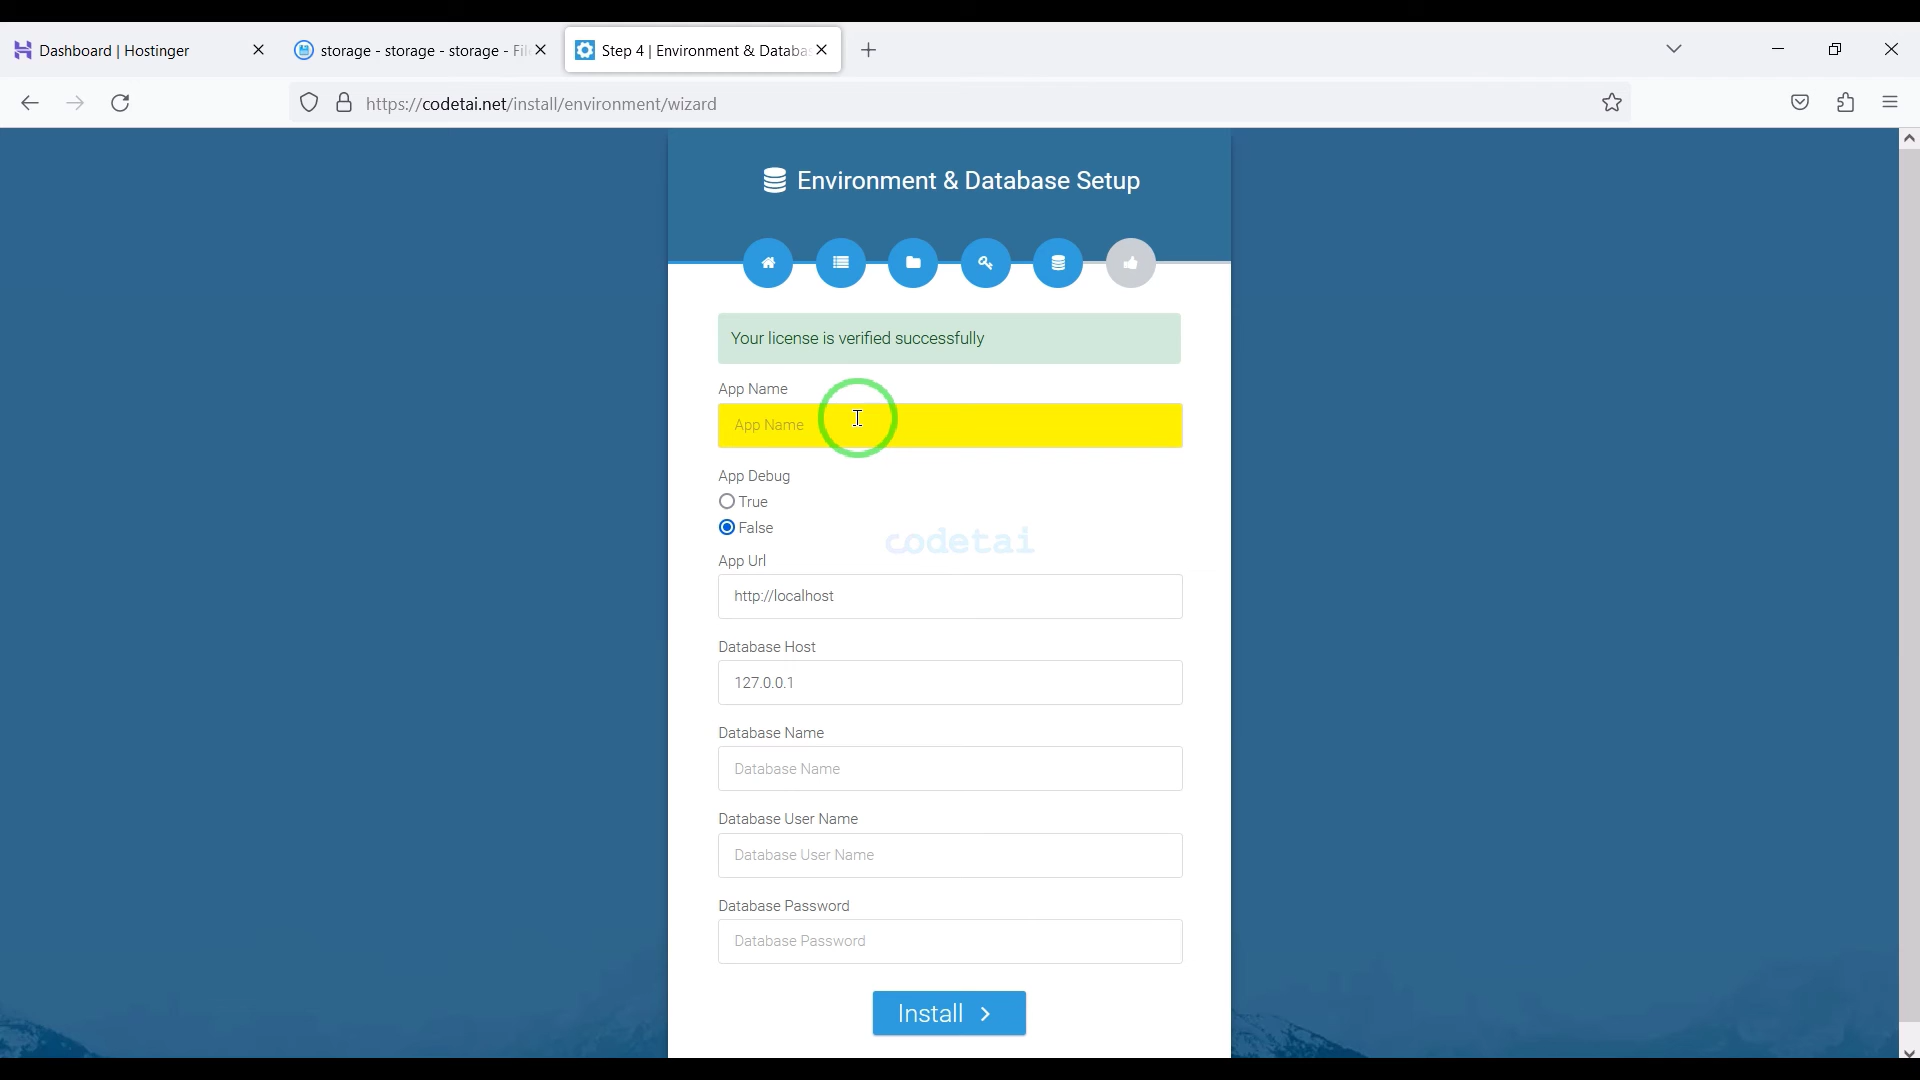 Dashboard | Hostinger
storage - storage - storage - Fil
Step 4 | Environment & Databas
https://codetai.net/install/environment/wizard
Environment & Database Setup
Your license is verified successfully
App Name
App Name
App Debug
True
False
codetai
App Url
http://localhost
Database Host
127.0.0.1
Database Name
Database Name
Database User Name
Database User Name
Database Password
Database Password
Install